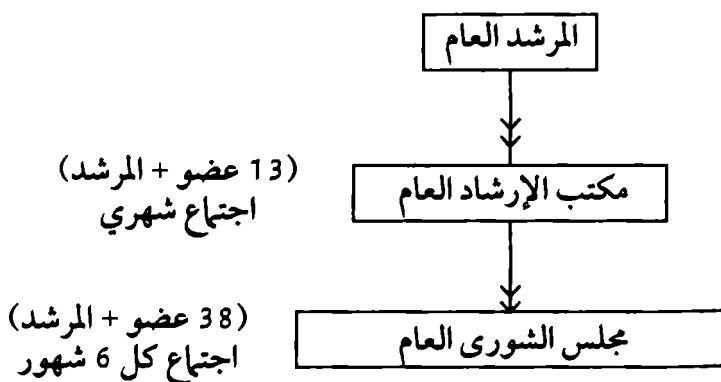 المرشد العام
(13 عضو + المرشد)
اجتماع شهري
مكتب الإرشاد العام
(38 عضو + المرشد)
اجتماع كل 6 شهور
مجلس الشورى العام